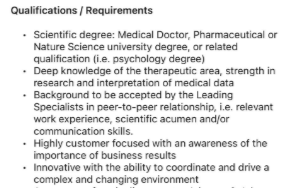 Qualifications / Requirements
• Scientific degree: Medical Doctor, Pharmaceutical or
Nature Science university degree, or related
qualification (i.e. psychology degree)
• Deep knowledge of the therapeutic area, strength in
research and interpretation of medical data
• Background to be accepted by the Leading
Specialists in peer-to-peer relationship, i.e. relevant
work experience, scientific acumen and/or
communication skills.
• Highly customer focused with an awareness of the
importance of business results
• Innovative with the ability to coordinate and drive a
complex and changing environment